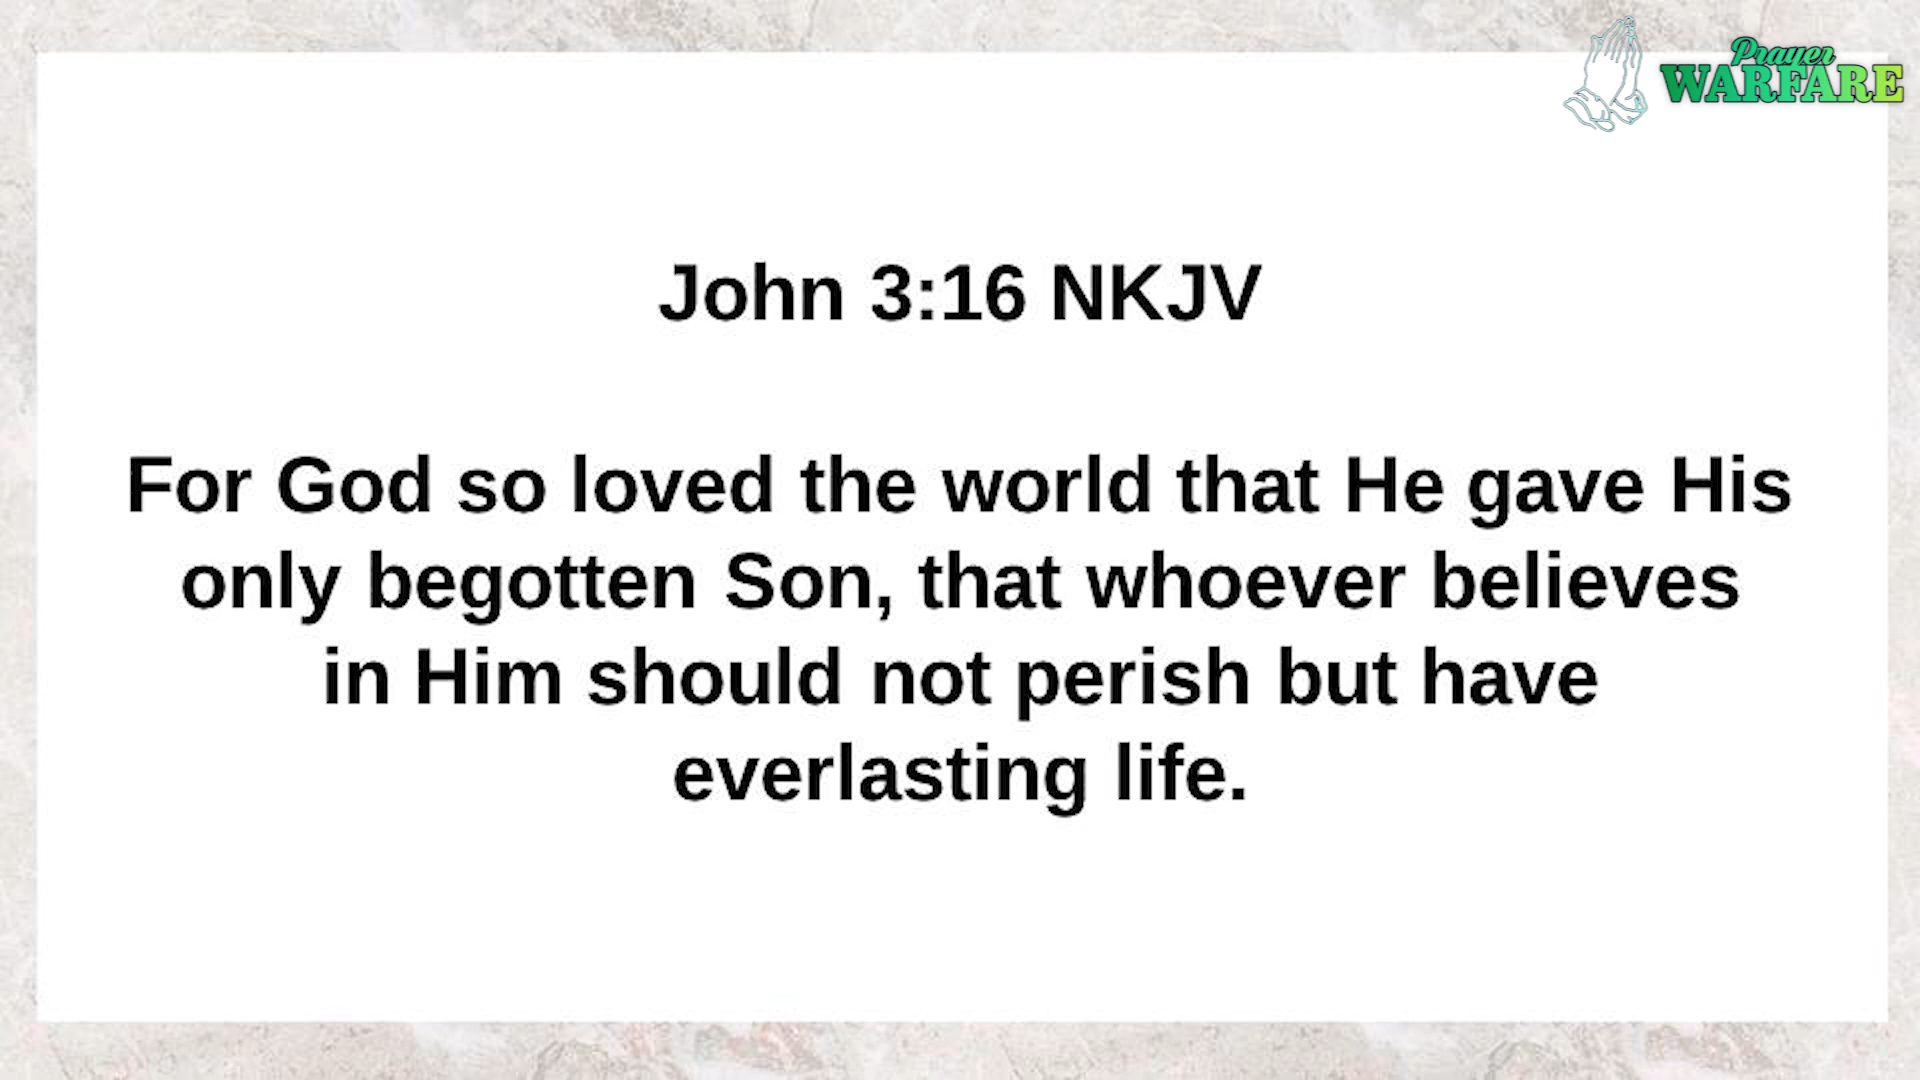 Prayer
WARFARE
John 3:16 NKJV
For God so loved the world that He gave His
only begotten Son, that whoever believes
in Him should not perish but have
everlasting life.